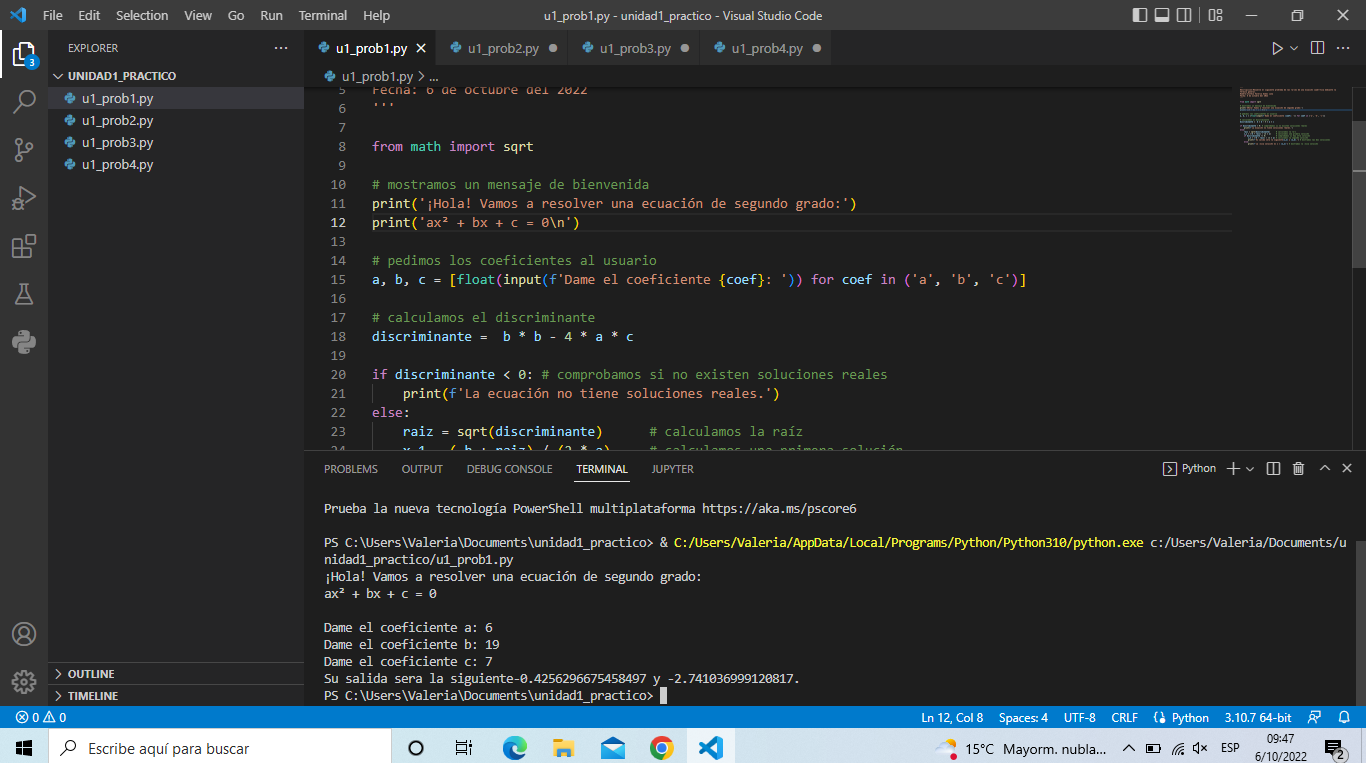 File Edit Selection View Go Run Terminal Help
u1_prob1.py - unidad1_practico - Visual Studio Code
EXPLORER
3
UNIDAD1_PRACTICO
u1_prob1.py
u1_prob2.py
u1_prob3.py
u1_prob4.py
OUTLINE
TIMELINE
u1_prob1.py u1_prob2.py u1_prob3.py u1_prob4.py
u1_prob1.py > ...
5 Fecha: 6 de octubre del 2022
6 '''
7
8 from math import sqrt
9
10 # mostramos un mensaje de bienvenida
11 print('¡Hola! Vamos a resolver una ecuación de segundo grado:')
12 print('ax² + bx + c = 0\n')
13
14 # pedimos los coeficientes al usuario
15 a, b, c = [float(input(f'Dame el coeficiente {coef}: ')) for coef in ('a', 'b', 'c')]
16
17 # calculamos el discriminante
18 discriminante =  b * b - 4 * a * c
19
20 if discriminante < 0: # comprobamos si no existen soluciones reales
21     print(f'La ecuación no tiene soluciones reales.')
22 else:
23     raiz = sqrt(discriminante)      # calculamos la raíz
24     x_1 = (-b + raiz) / (2 * a)     # calculamos una primera solución
PROBLEMS OUTPUT DEBUG CONSOLE TERMINAL JUPYTER
Python
Prueba la nueva tecnología PowerShell multiplataforma https://aka.ms/pscore6
PS C:\Users\Valeria\Documents\unidad1_practico> & C:/Users/Valeria/AppData/Local/Programs/Python/Python310/python.exe c:/Users/Valeria/Documents/u
nidad1_practico/u1_prob1.py
¡Hola! Vamos a resolver una ecuación de segundo grado:
ax² + bx + c = 0
Dame el coeficiente a: 6
Dame el coeficiente b: 19
Dame el coeficiente c: 7
Su salida sera la siguiente-0.4256296675458497 y -2.741036999120817.
PS C:\Users\Valeria\Documents\unidad1_practico>
0 0
Ln 12, Col 8 Spaces: 4 UTF-8 CRLF Python 3.10.7 64-bit
Escribe aquí para buscar
15°C Mayorm. nubla... ESP
09:47
6/10/2022
2